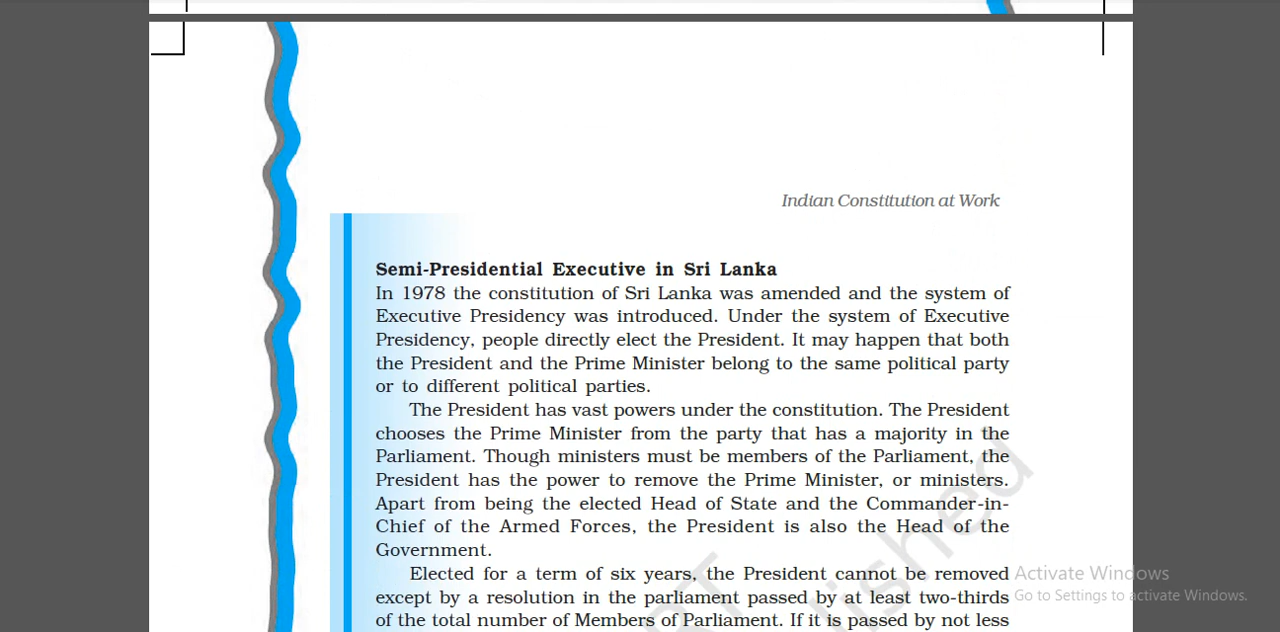 Indian Constitution at Work
Semi-Presidential Executive in Sri Lanka
In 1978 the constitution of Sri Lanka was amended and the system of
Executive Presidency was introduced. Under the system of Executive
Presidency, people directly elect the President. It may happen that both
the President and the Prime Minister belong to the same political party
or to different political parties.
The President has vast powers under the constitution. The President
chooses the Prime Minister from the party that has a majority in the
Parliament. Though ministers must be members of the Parliament, the
President has the power to remove the Prime Minister, or ministers.
Apart from being the elected Head of State and the Commander-in-
Chief of the Armed Forces, the President is also the Head of the
Government.
Elected for a term of six years, the President cannot be removed
except by a resolution in the parliament passed by at least two-thirds
of the total number of Members of Parliament. If it is passed by not less
Activate Windows
Go to Settings to activate Windows.